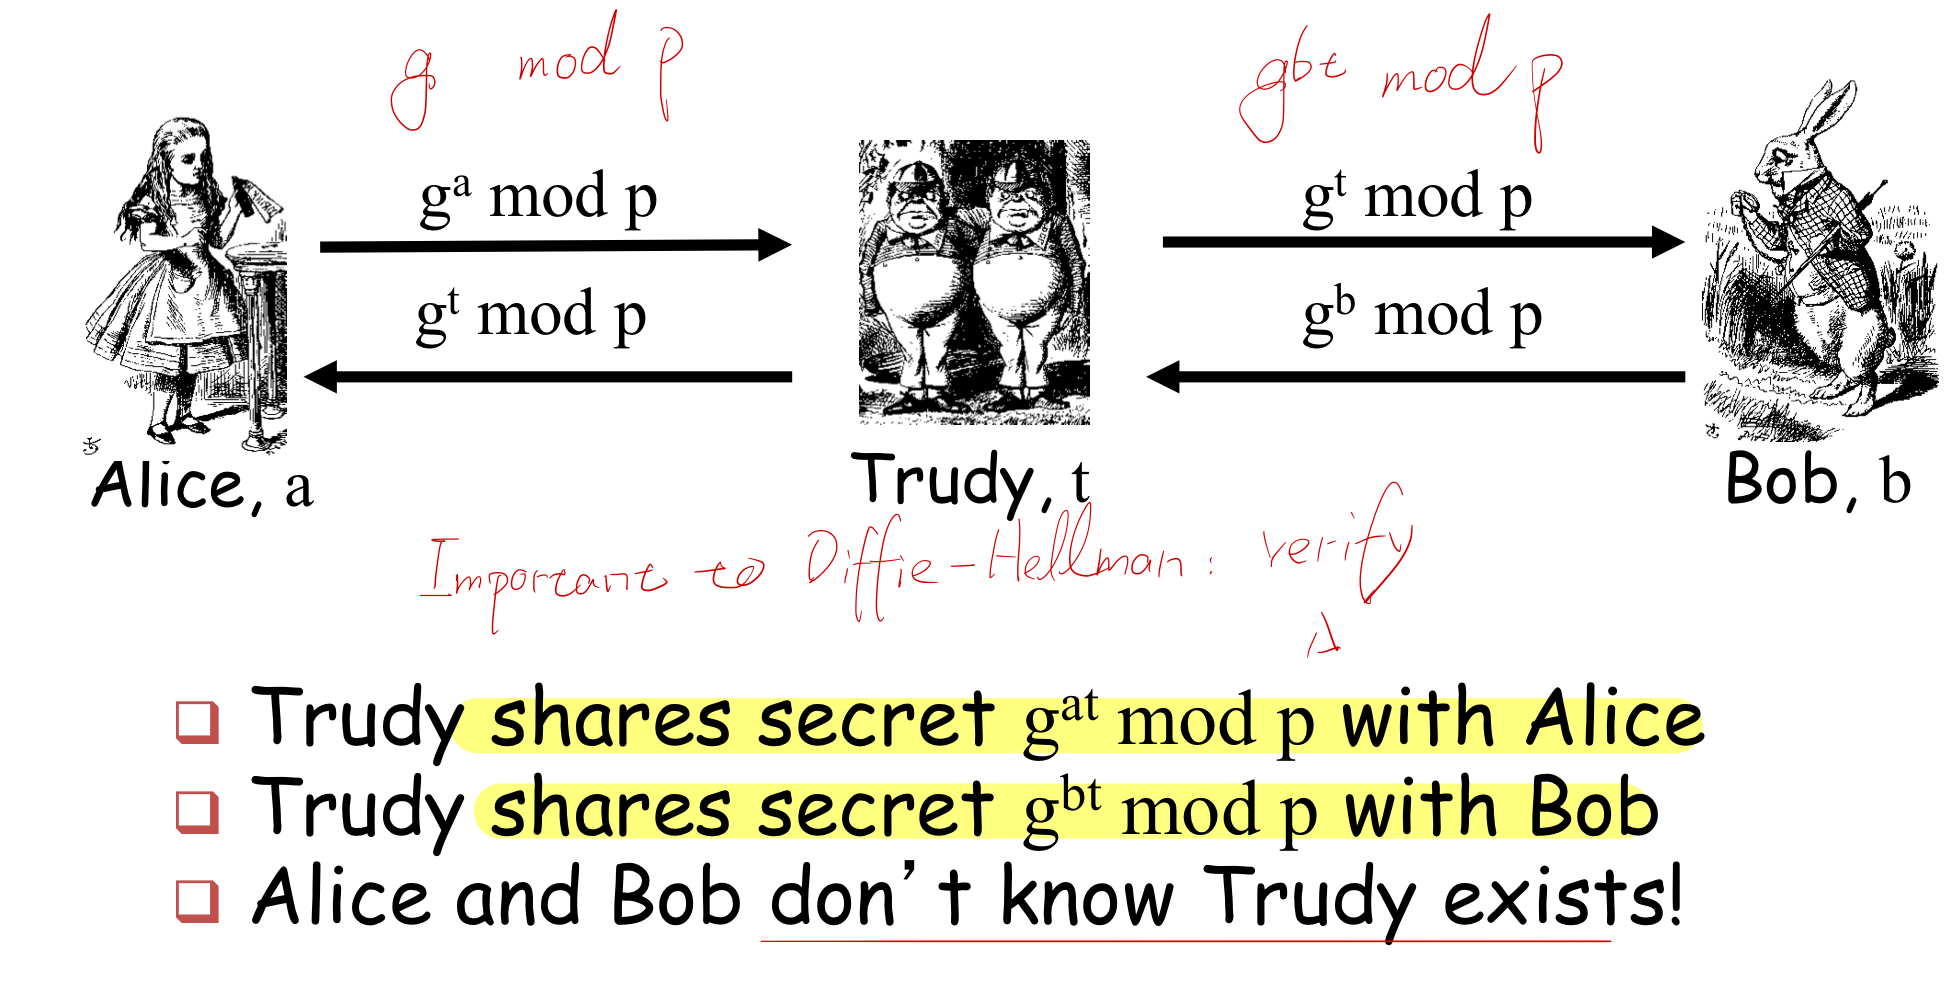 g mod p
g^bt mod p
g^a mod p
g^t mod p
g^t mod p
g^b mod p
Alice, a
Trudy, t
Bob, b
Important to Diffie-Hellman: verify
❑ Trudy shares secret g^at mod p with Alice
❑ Trudy shares secret g^bt mod p with Bob
❑ Alice and Bob don't know Trudy exists!